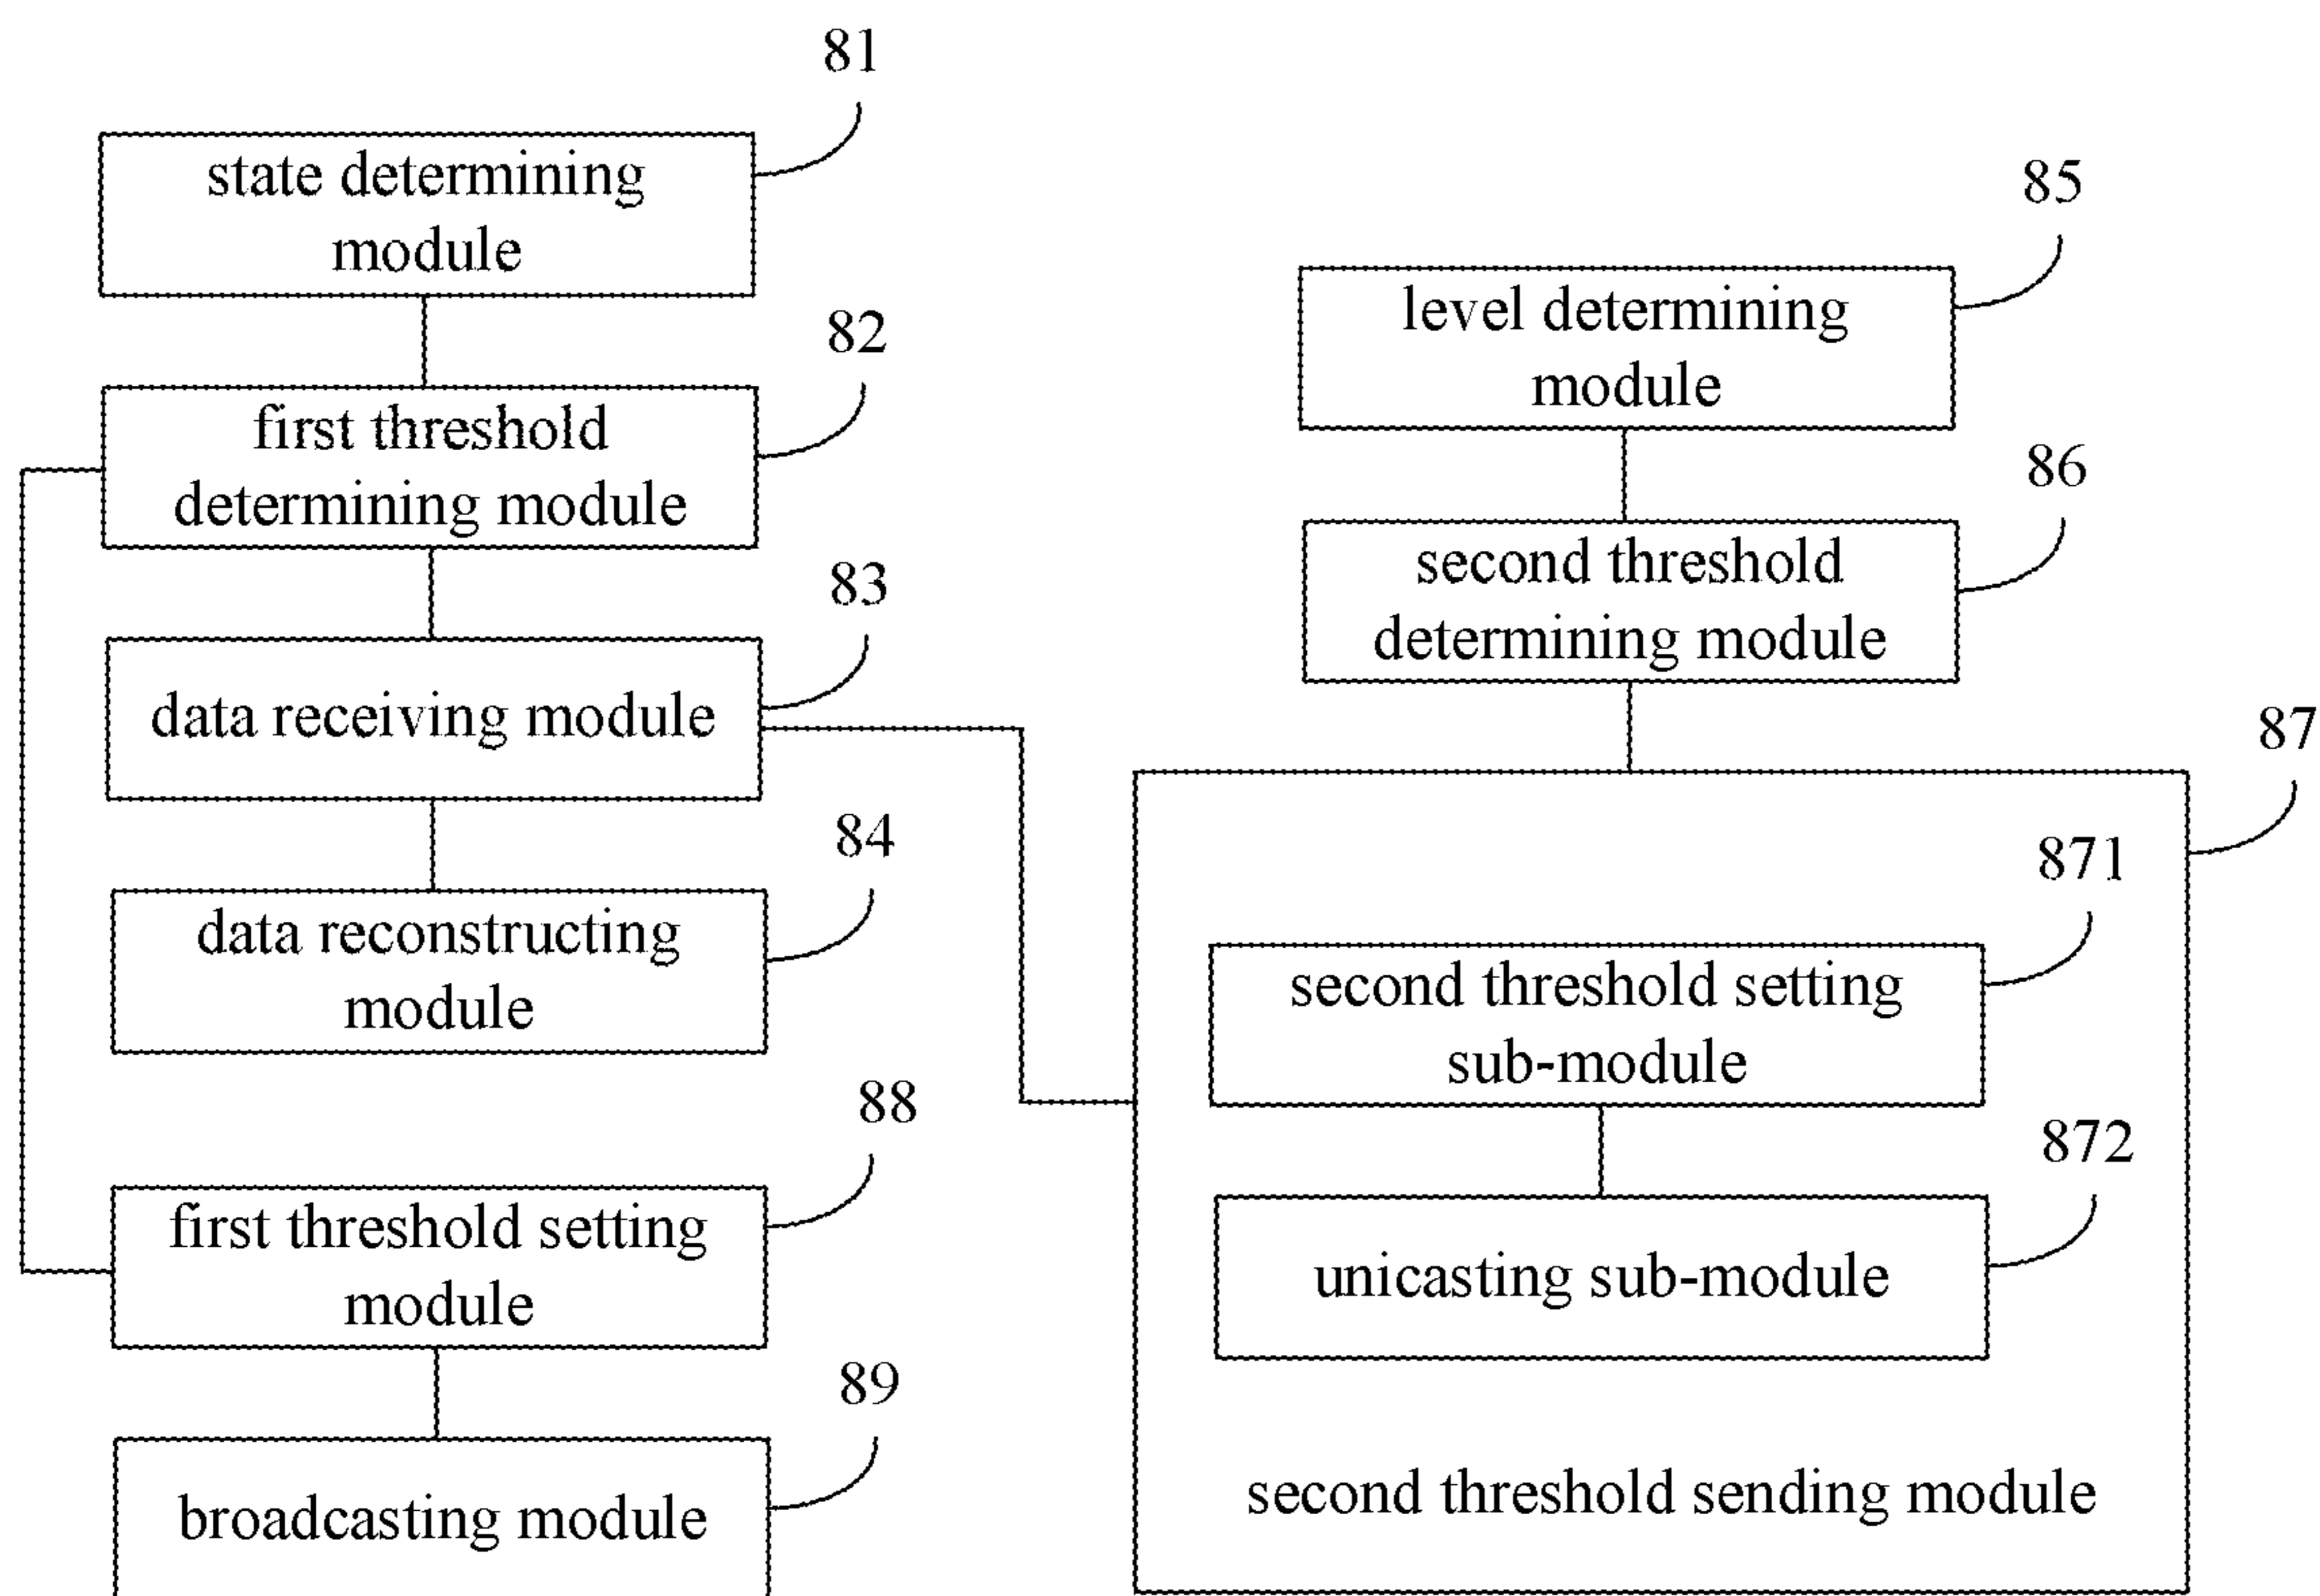 81
state determining
module
82
first threshold
determining module
83
data receiving module
84
data reconstructing
module
88
first threshold setting
module
89
broadcasting module
85
level determining
module
86
second threshold
determining module
87
871
second threshold setting
sub-module
872
unicasting sub-module
second threshold sending module